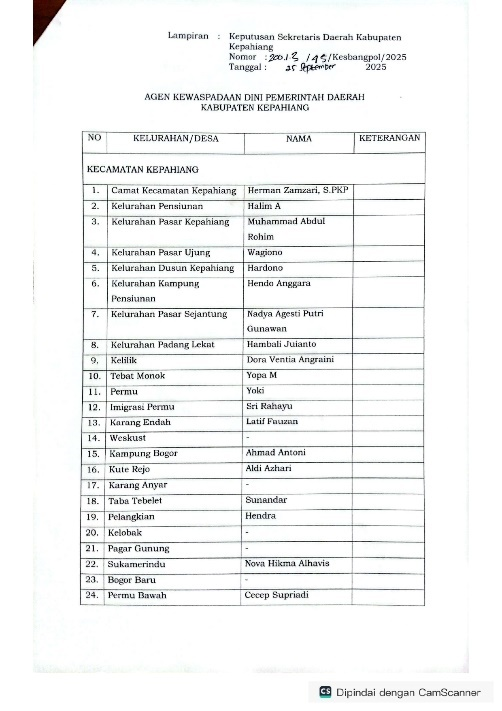 Lampiran : Keputusan Sekretaris Daerah Kabupaten
Kepahiang
Nomor : 200.1.3 / 95/Kesbangpol/2025
Tanggal : 25 September 2025
AGEN KEWASPADAAN DINI PEMERINTAH DAERAH
KABUPATEN KEPAHIANG
NO KELURAHAN/DESA NAMA KETERANGAN
KECAMATAN KEPAHIANG
1. Camat Kecamatan Kepahiang Herman Zamzari, S.PKP
2. Kelurahan Pensiunan Halim A
3. Kelurahan Pasar Kepahiang Muhammad Abdul
Rohim
4. Kelurahan Pasar Ujung Wagiono
5. Kelurahan Dusun Kepahiang Hardono
6. Kelurahan Kampung Hendo Anggara
Pensiunan
7. Kelurahan Pasar Sejantung Nadya Agesti Putri
Gunawan
8. Kelurahan Padang Lekat Hambali Juianto
9. Kelilik Dora Ventia Angraini
10. Tebat Monok Yopa M
11. Permu Yoki
12. Imigrasi Permu Sri Rahayu
13. Karang Endah Latif Fauzan
14. Weskust -
15. Kampung Bogor Ahmad Antoni
16. Kute Rejo Aldi Azhari
17. Karang Anyar -
18. Taba Tebelet Sunandar
19. Pelangkian Hendra
20. Kelobak -
21. Pagar Gunung -
22. Sukamerindu Nova Hikma Alhavis
23. Bogor Baru -
24. Permu Bawah Cecep Supriadi
CS Dipindai dengan CamScanner